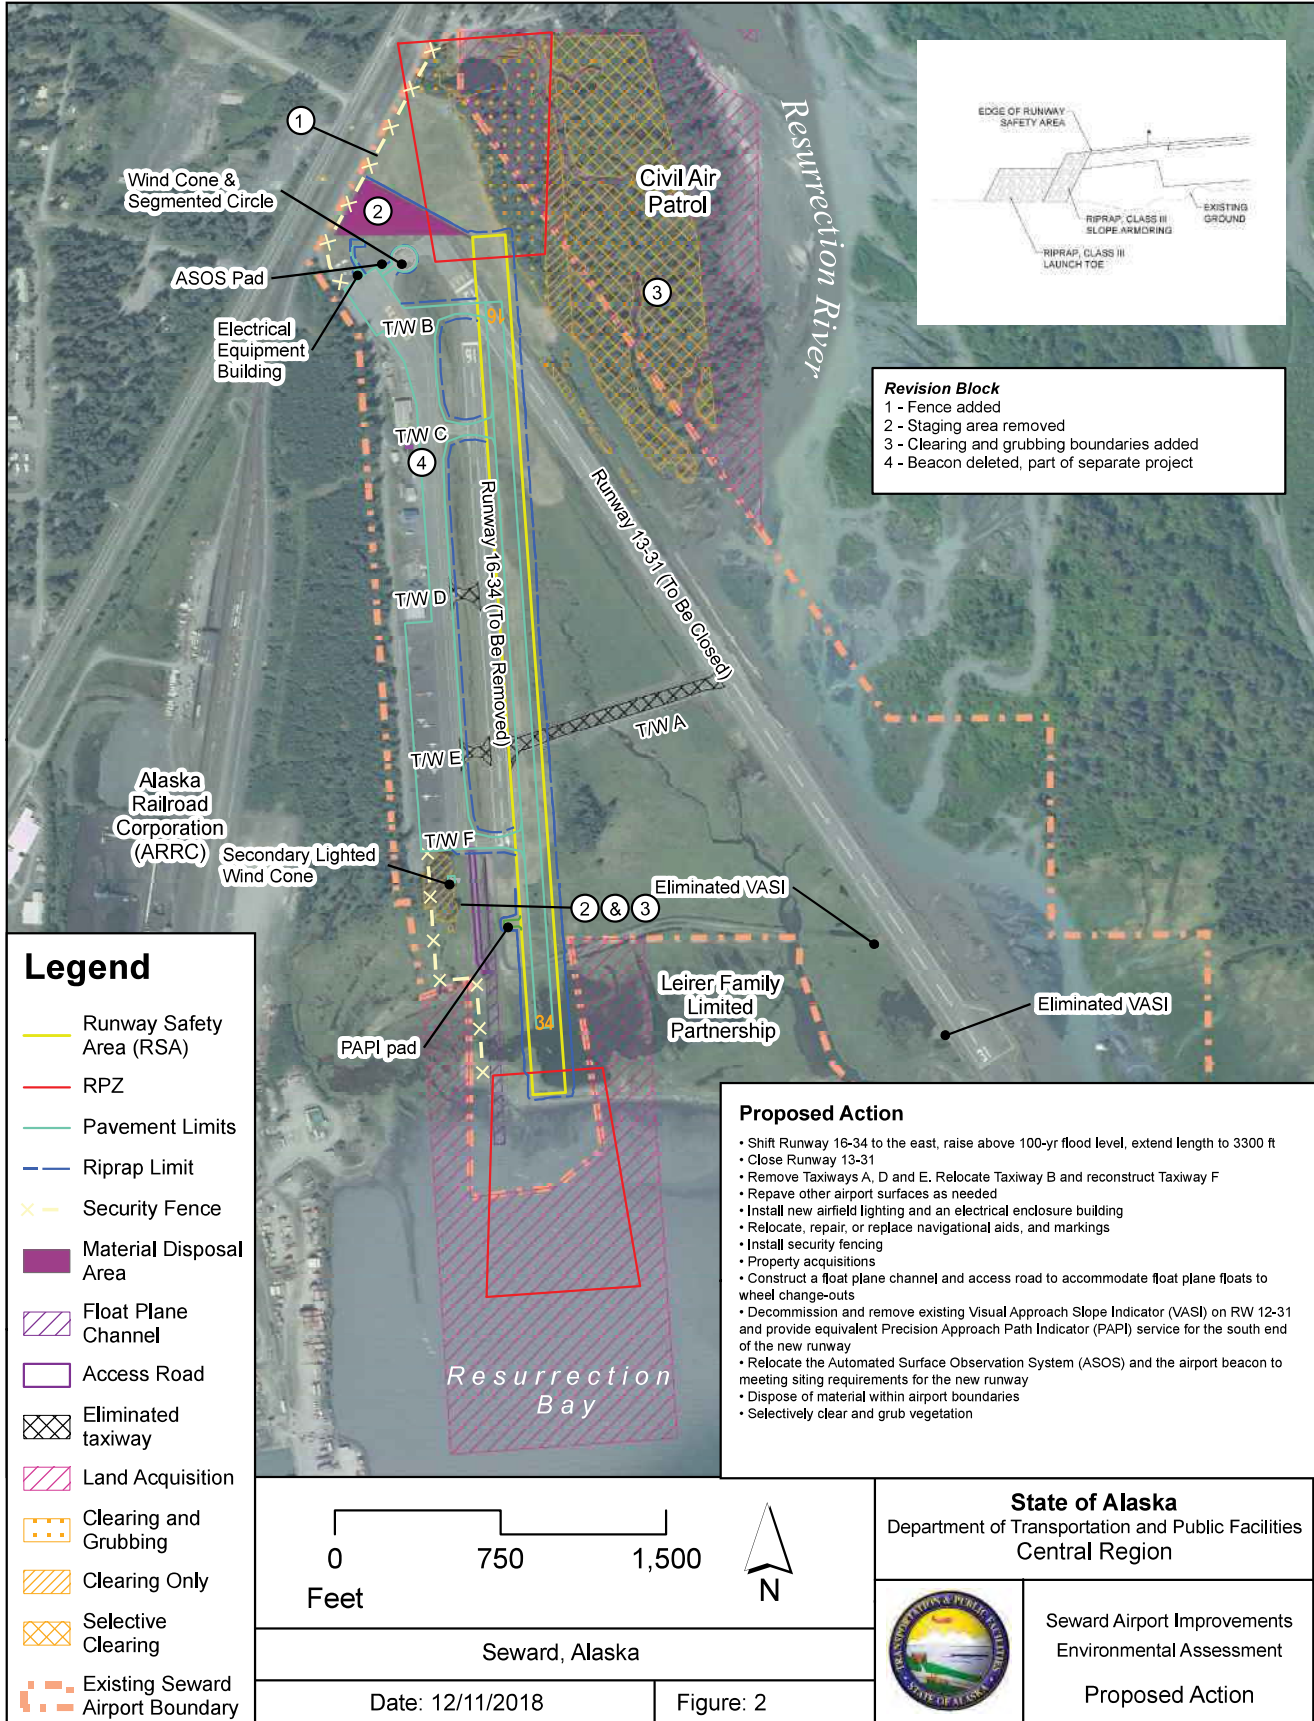 1
Wind Cone &
Segmented Circle
2
ASOS Pad
Electrical
Equipment
Building
T/W B
16
16
T/W C
4
T/W D
T/W E
T/W F
T/W A
Runway 16-34 (To Be Removed)
Runway 13-31 (To Be Closed)
Civil Air
Patrol
3
Resurrection River
EDGE OF RUNWAY
SAFETY AREA
EXISTING
GROUND
RIPRAP, CLASS III
SLOPE ARMORING
RIPRAP, CLASS III
LAUNCH TOE
Revision Block
1 - Fence added
2 - Staging area removed
3 - Clearing and grubbing boundaries added
4 - Beacon deleted, part of separate project
Alaska
Railroad
Corporation
(ARRC)
Secondary Lighted
Wind Cone
2 & 3
Eliminated VASI
Eliminated VASI
Leirer Family
Limited
Partnership
PAPI pad
34
Resurrection
Bay
Legend
Runway Safety
Area (RSA)
RPZ
Pavement Limits
Riprap Limit
Security Fence
Material Disposal
Area
Float Plane
Channel
Access Road
Eliminated
taxiway
Land Acquisition
Clearing and
Grubbing
Clearing Only
Selective
Clearing
Existing Seward
Airport Boundary
Proposed Action
• Shift Runway 16-34 to the east, raise above 100-yr flood level, extend length to 3300 ft
• Close Runway 13-31
• Remove Taxiways A, D and E. Relocate Taxiway B and reconstruct Taxiway F
• Repave other airport surfaces as needed
• Install new airfield lighting and an electrical enclosure building
• Relocate, repair, or replace navigational aids, and markings
• Install security fencing
• Property acquisitions
• Construct a float plane channel and access road to accommodate float plane floats to
wheel change-outs
• Decommission and remove existing Visual Approach Slope Indicator (VASI) on RW 12-31
and provide equivalent Precision Approach Path Indicator (PAPI) service for the south end
of the new runway
• Relocate the Automated Surface Observation System (ASOS) and the airport beacon to
meeting siting requirements for the new runway
• Dispose of material within airport boundaries
• Selectively clear and grub vegetation
0 750 1,500
Feet
N
Seward, Alaska
Date: 12/11/2018
Figure: 2
State of Alaska
Department of Transportation and Public Facilities
Central Region
TRANSPORTATION & PUBLIC FACILITIES
STATE OF ALASKA
Seward Airport Improvements
Environmental Assessment
Proposed Action